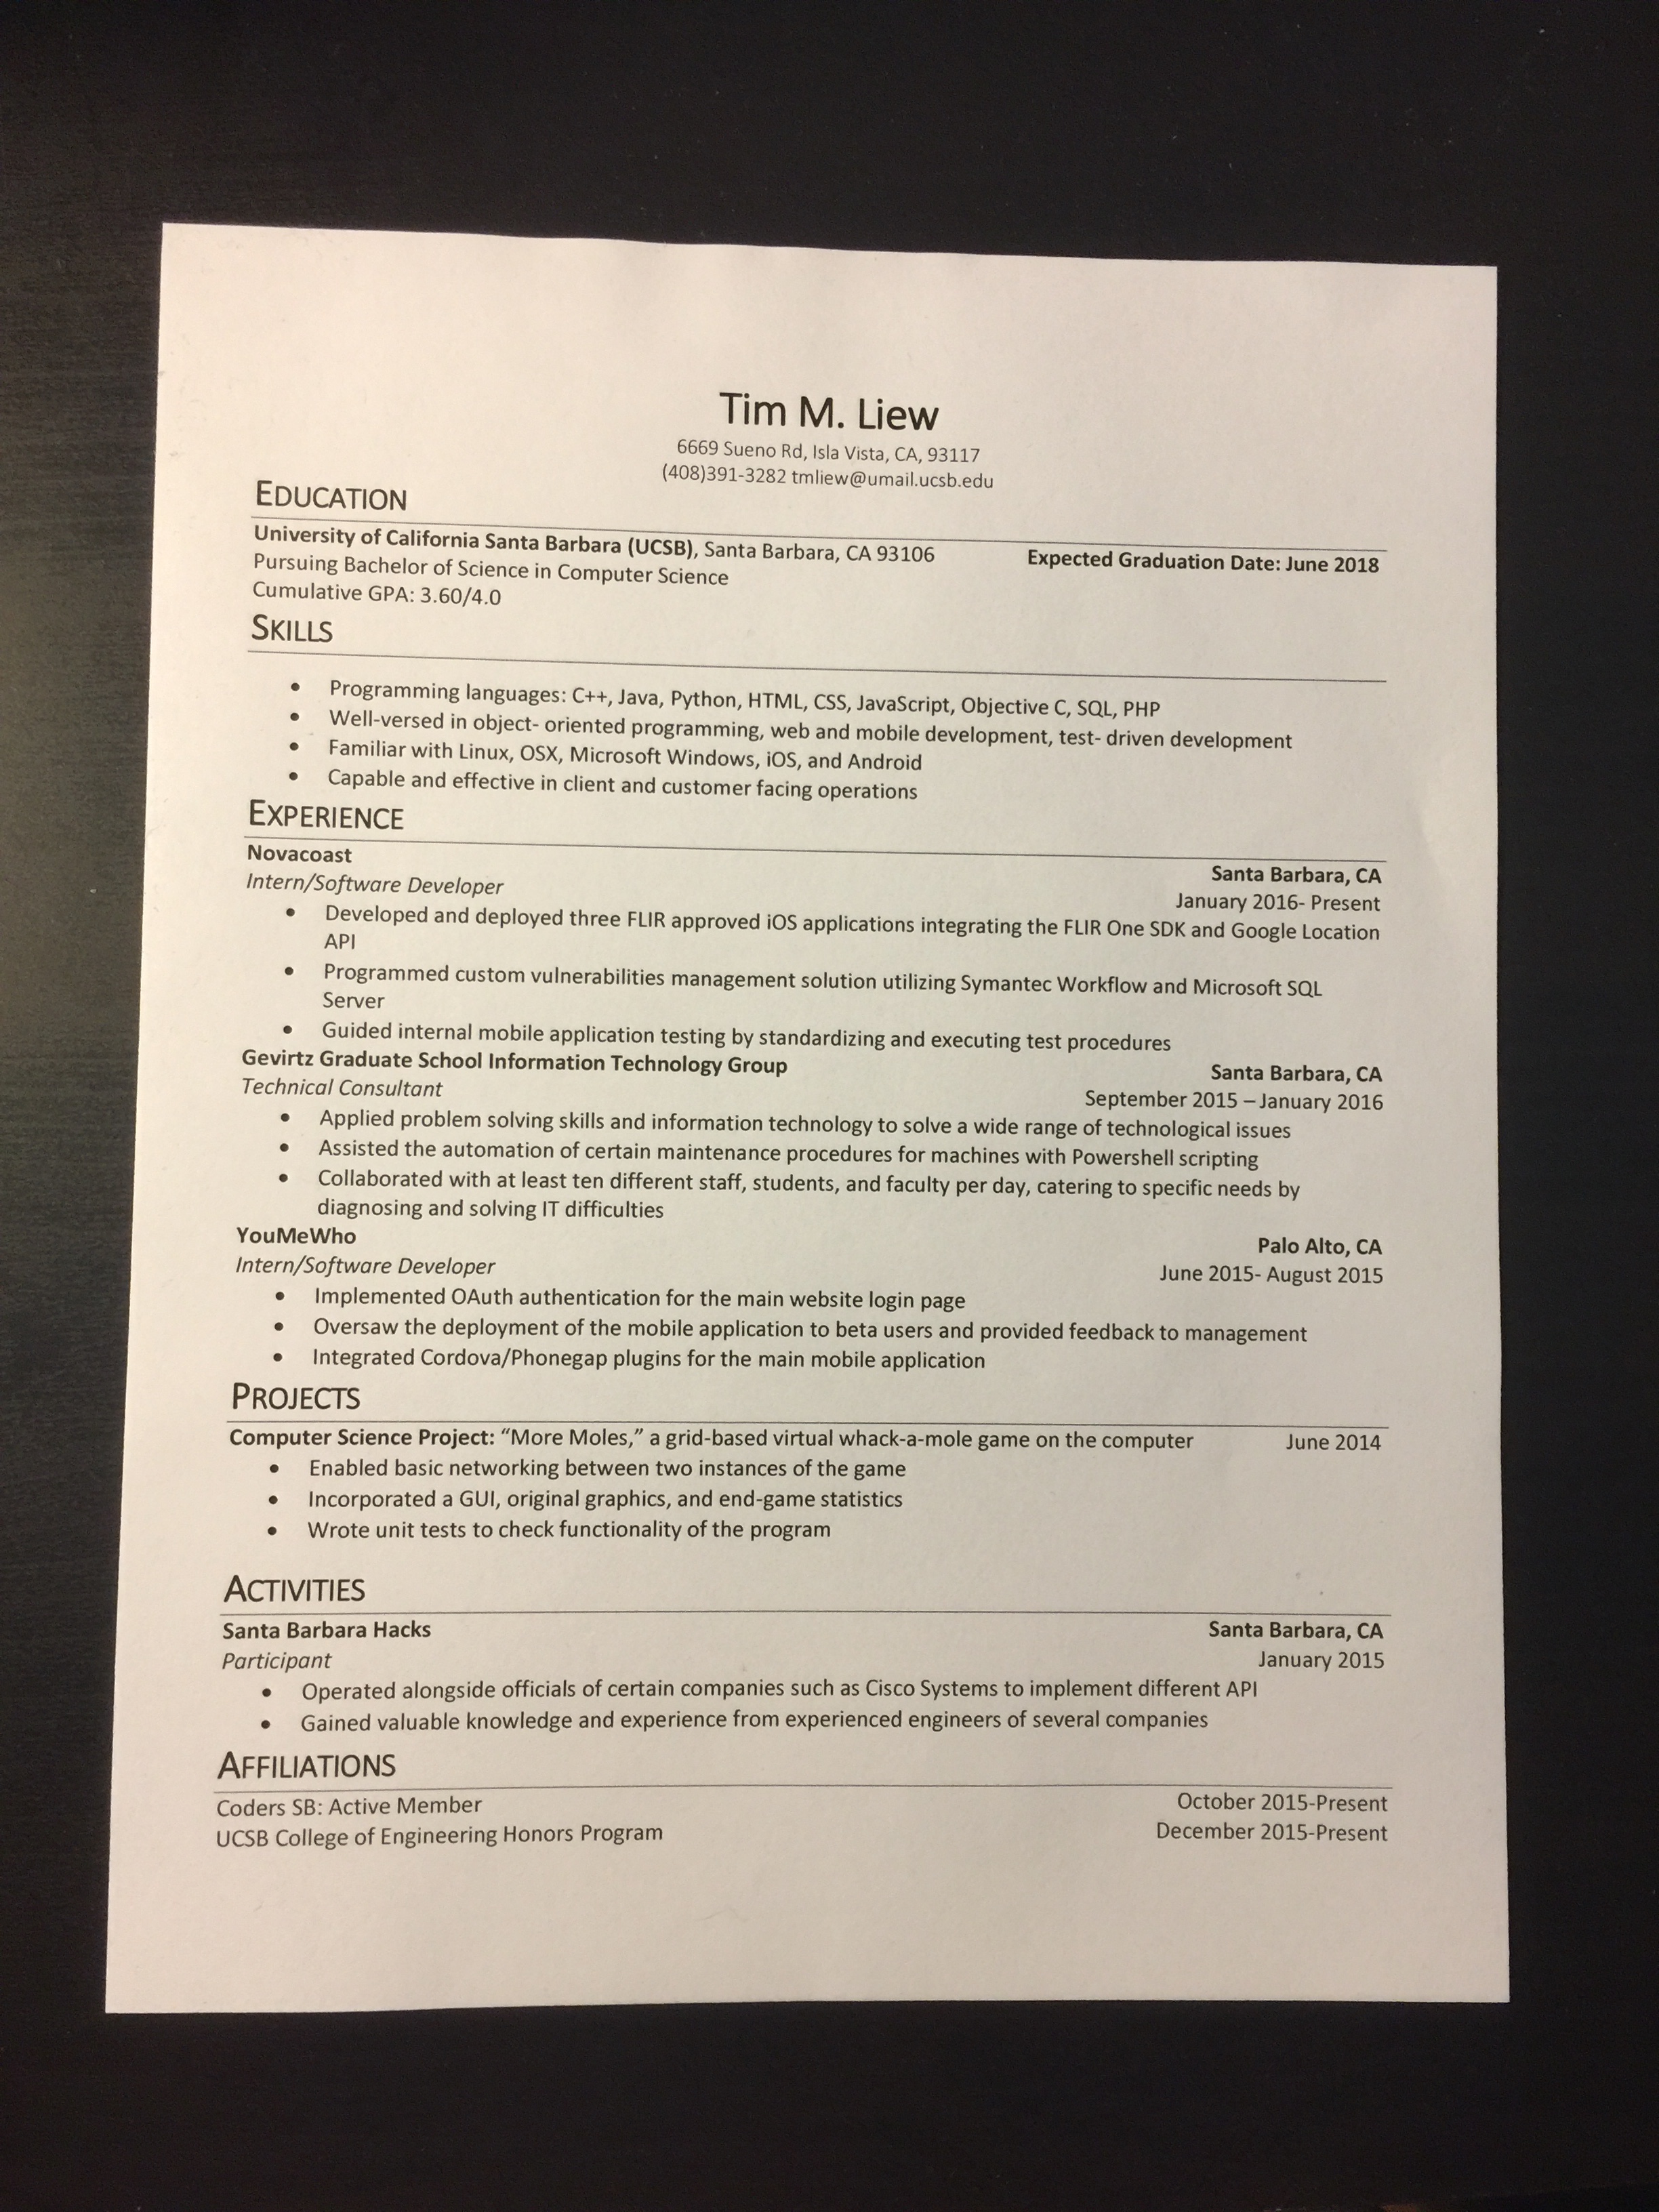 Tim M. Liew
6669 Sueno Rd, Isla Vista, CA, 93117
(408)391-3282 tmliew@umail.ucsb.edu
EDUCATION
University of California Santa Barbara (UCSB), Santa Barbara, CA 93106 Expected Graduation Date: June 2018
Pursuing Bachelor of Science in Computer Science
Cumulative GPA: 3.60/4.0
SKILLS
• Programming languages: C++, Java, Python, HTML, CSS, JavaScript, Objective C, SQL, PHP
• Well-versed in object- oriented programming, web and mobile development, test- driven development
• Familiar with Linux, OSX, Microsoft Windows, iOS, and Android
• Capable and effective in client and customer facing operations
EXPERIENCE
Novacoast Santa Barbara, CA
Intern/Software Developer January 2016- Present
• Developed and deployed three FLIR approved iOS applications integrating the FLIR One SDK and Google Location
API
• Programmed custom vulnerabilities management solution utilizing Symantec Workflow and Microsoft SQL
Server
• Guided internal mobile application testing by standardizing and executing test procedures
Gevirtz Graduate School Information Technology Group Santa Barbara, CA
Technical Consultant September 2015 – January 2016
• Applied problem solving skills and information technology to solve a wide range of technological issues
• Assisted the automation of certain maintenance procedures for machines with Powershell scripting
• Collaborated with at least ten different staff, students, and faculty per day, catering to specific needs by
diagnosing and solving IT difficulties
YouMeWho Palo Alto, CA
Intern/Software Developer June 2015- August 2015
• Implemented OAuth authentication for the main website login page
• Oversaw the deployment of the mobile application to beta users and provided feedback to management
• Integrated Cordova/Phonegap plugins for the main mobile application
PROJECTS
Computer Science Project: “More Moles,” a grid-based virtual whack-a-mole game on the computer June 2014
• Enabled basic networking between two instances of the game
• Incorporated a GUI, original graphics, and end-game statistics
• Wrote unit tests to check functionality of the program
ACTIVITIES
Santa Barbara Hacks Santa Barbara, CA
Participant January 2015
• Operated alongside officials of certain companies such as Cisco Systems to implement different API
• Gained valuable knowledge and experience from experienced engineers of several companies
AFFILIATIONS
Coders SB: Active Member October 2015-Present
UCSB College of Engineering Honors Program December 2015-Present